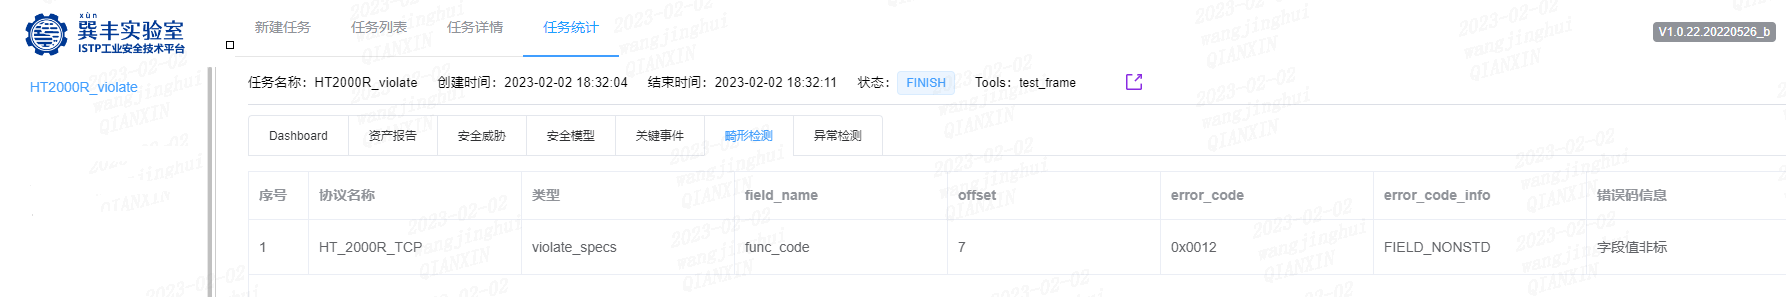 xùn
巽丰实验室
ISTP工业安全技术平台
新建任务 任务列表 任务详情 任务统计
V1.0.22.20220526_b
HT2000R_violate
任务名称：HT2000R_violate 创建时间：2023-02-02 18:32:04 结束时间：2023-02-02 18:32:11 状态：FINISH Tools：test_frame
Dashboard 资产报告 安全威胁 安全模型 关键事件 畸形检测 异常检测
序号 协议名称 类型 field_name offset error_code error_code_info 错误码信息
1 HT_2000R_TCP violate_specs func_code 7 0x0012 FIELD_NONSTD 字段值非标
2023-02-02
wangjinghui
QIANXIN